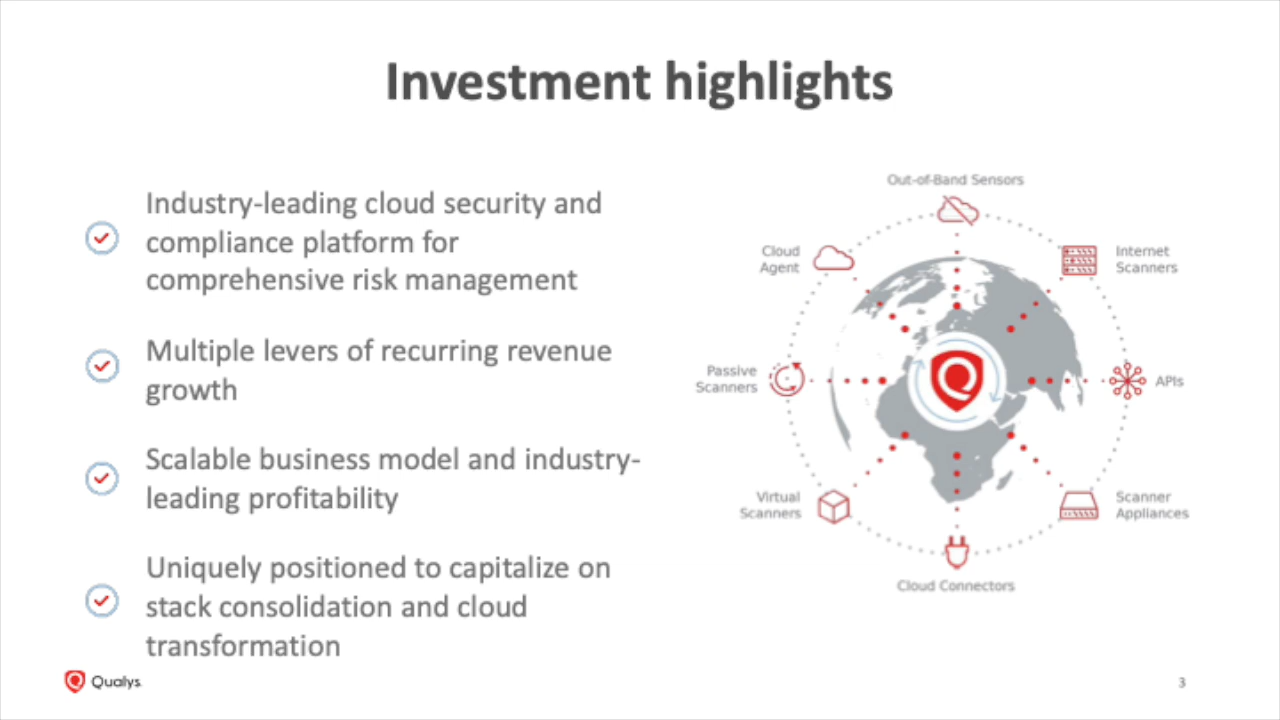 Investment highlights
Industry-leading cloud security and
compliance platform for
comprehensive risk management
Multiple levers of recurring revenue
growth
Scalable business model and industry-
leading profitability
Uniquely positioned to capitalize on
stack consolidation and cloud
transformation
Out-of-Band Sensors
Cloud
Agent
Internet
Scanners
Passive
Scanners
APIs
Virtual
Scanners
Scanner
Appliances
Cloud Connectors
Qualys.
3